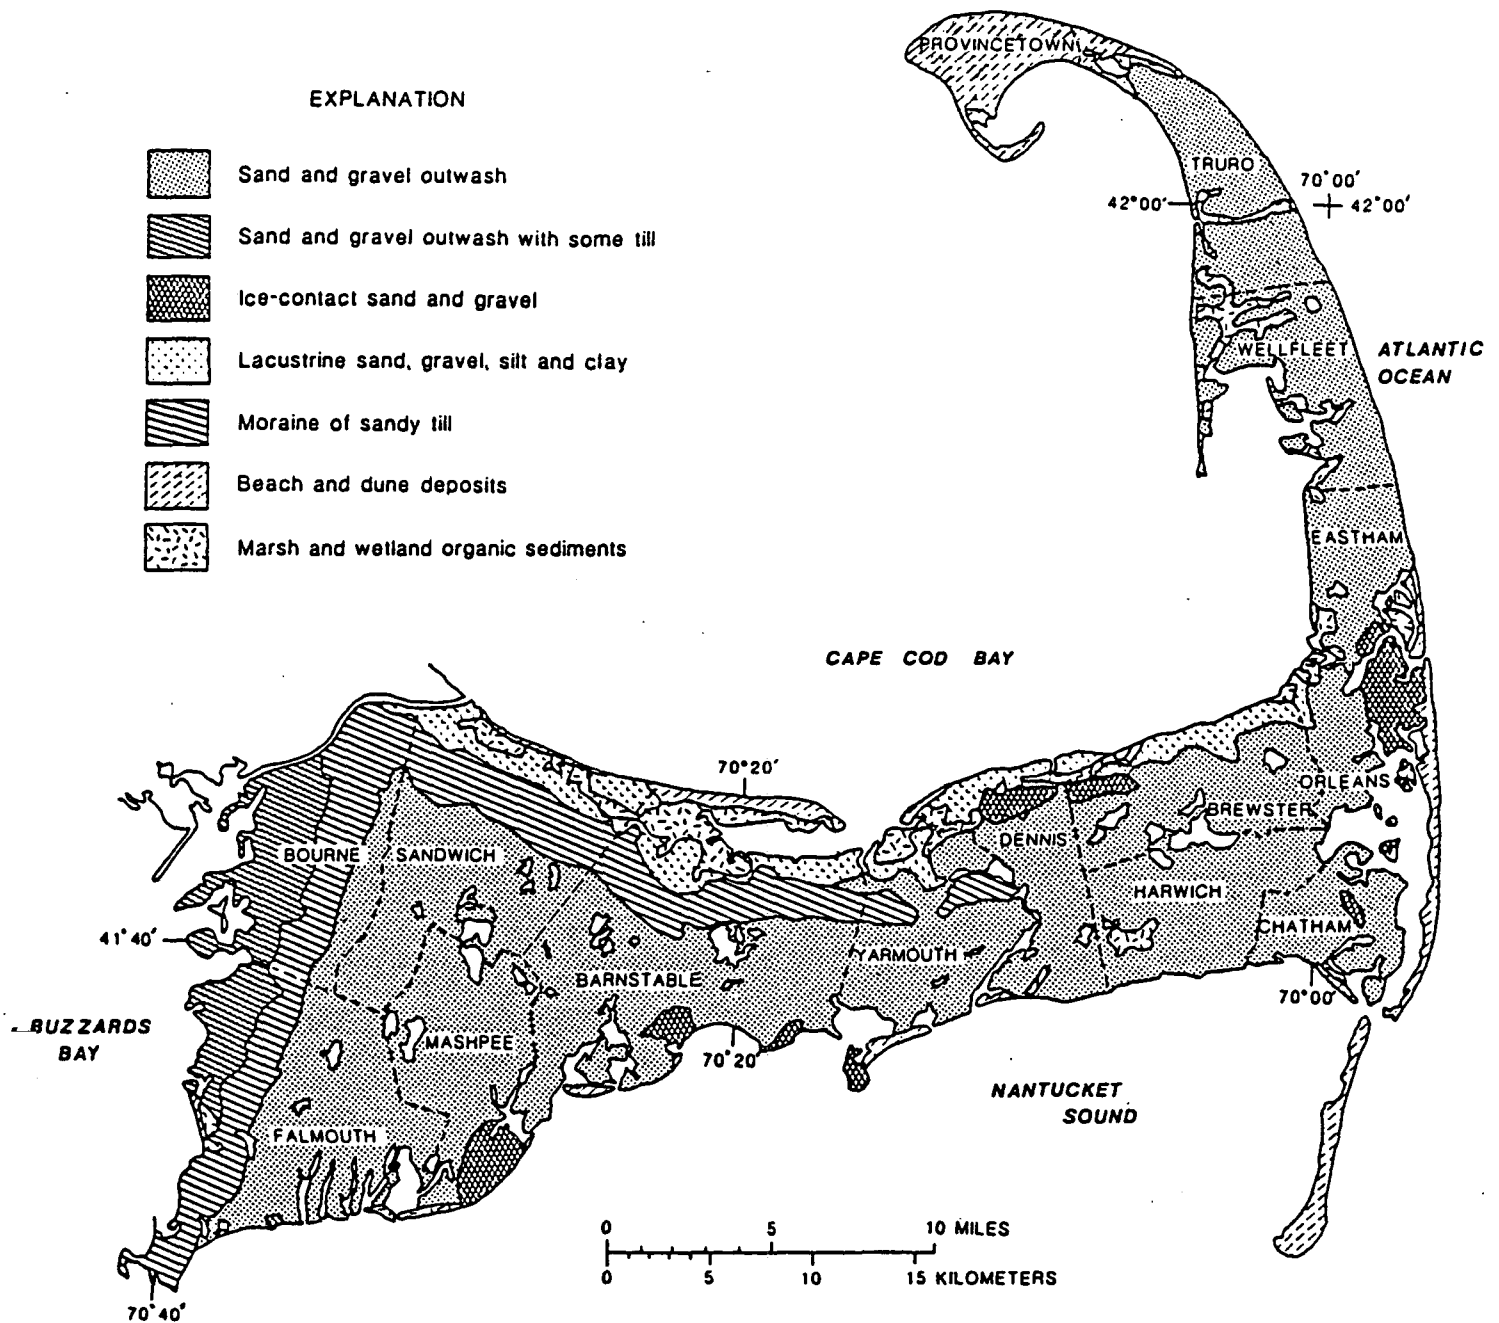 PROVINCETOWN
EXPLANATION
Sand and gravel outwash
Sand and gravel outwash with some till
Ice-contact sand and gravel
Lacustrine sand, gravel, silt and clay
Moraine of sandy till
Beach and dune deposits
Marsh and wetland organic sediments
TRURO
70°00'
42°00'
42°00'
WELLFLEET
ATLANTIC
OCEAN
EASTHAM
CAPE COD BAY
70°20'
ORLEANS
BREWSTER
DENNIS
BOURNE
SANDWICH
HARWICH
CHATHAM
41°40'
YARMOUTH
BARNSTABLE
70°00'
BUZZARDS
BAY
MASHPEE
70°20'
NANTUCKET
SOUND
FALMOUTH
0 5 10 MILES
0 5 10 15 KILOMETERS
70°40'